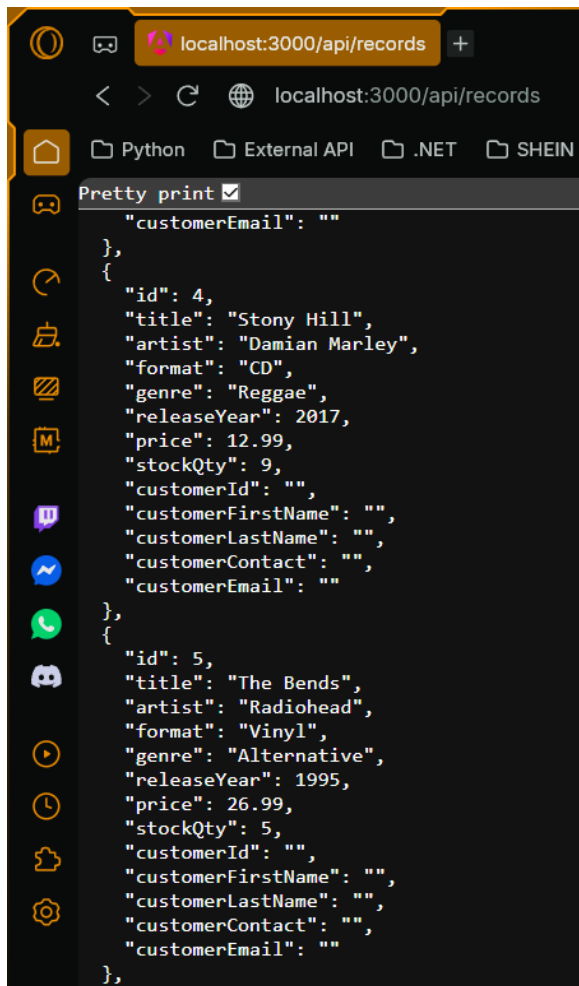 localhost:3000/api/records
localhost:3000/api/records
Python External API .NET SHEIN
Pretty print
"customerEmail": ""
},
{
"id": 4,
"title": "Stony Hill",
"artist": "Damian Marley",
"format": "CD",
"genre": "Reggae",
"releaseYear": 2017,
"price": 12.99,
"stockQty": 9,
"customerId": "",
"customerFirstName": "",
"customerLastName": "",
"customerContact": "",
"customerEmail": ""
},
{
"id": 5,
"title": "The Bends",
"artist": "Radiohead",
"format": "Vinyl",
"genre": "Alternative",
"releaseYear": 1995,
"price": 26.99,
"stockQty": 5,
"customerId": "",
"customerFirstName": "",
"customerLastName": "",
"customerContact": "",
"customerEmail": ""
},
M